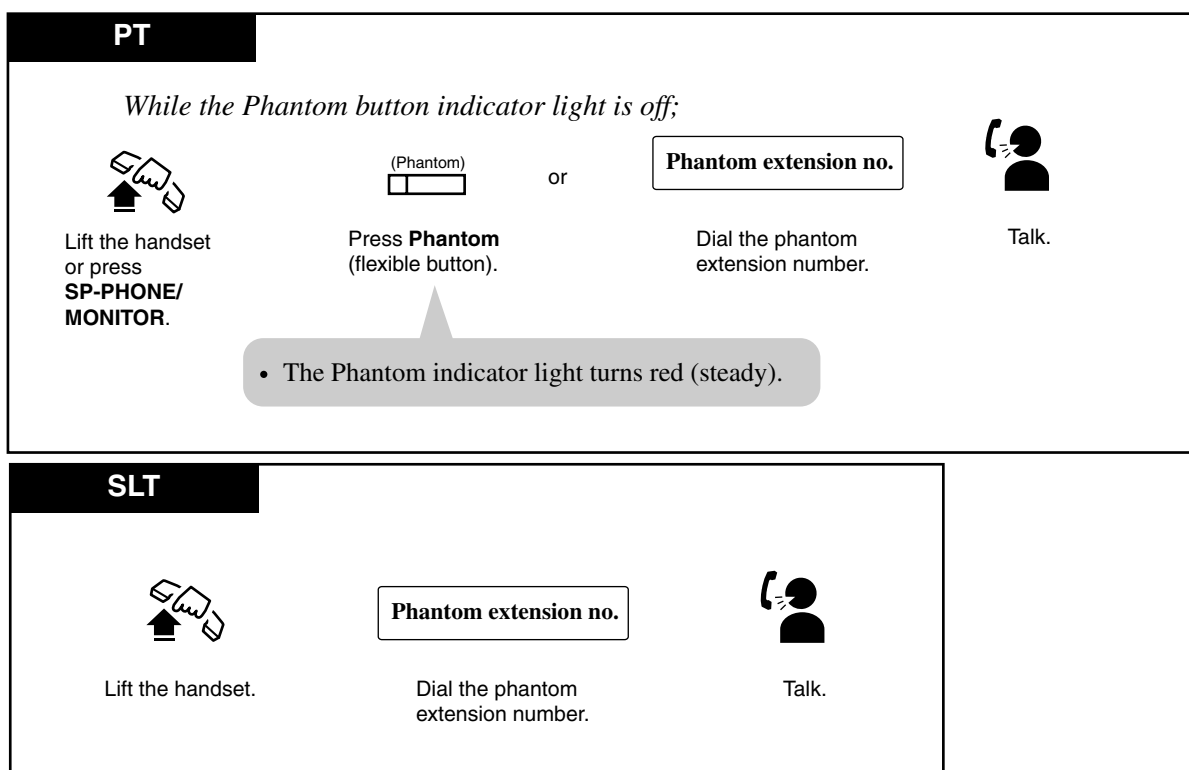 PT
While the Phantom button indicator light is off;
(Phantom)
or
Phantom extension no.
Lift the handset
or press
SP-PHONE/
MONITOR.
Press Phantom
(flexible button).
Dial the phantom
extension number.
Talk.
• The Phantom indicator light turns red (steady).
SLT
Phantom extension no.
Lift the handset.
Dial the phantom
extension number.
Talk.